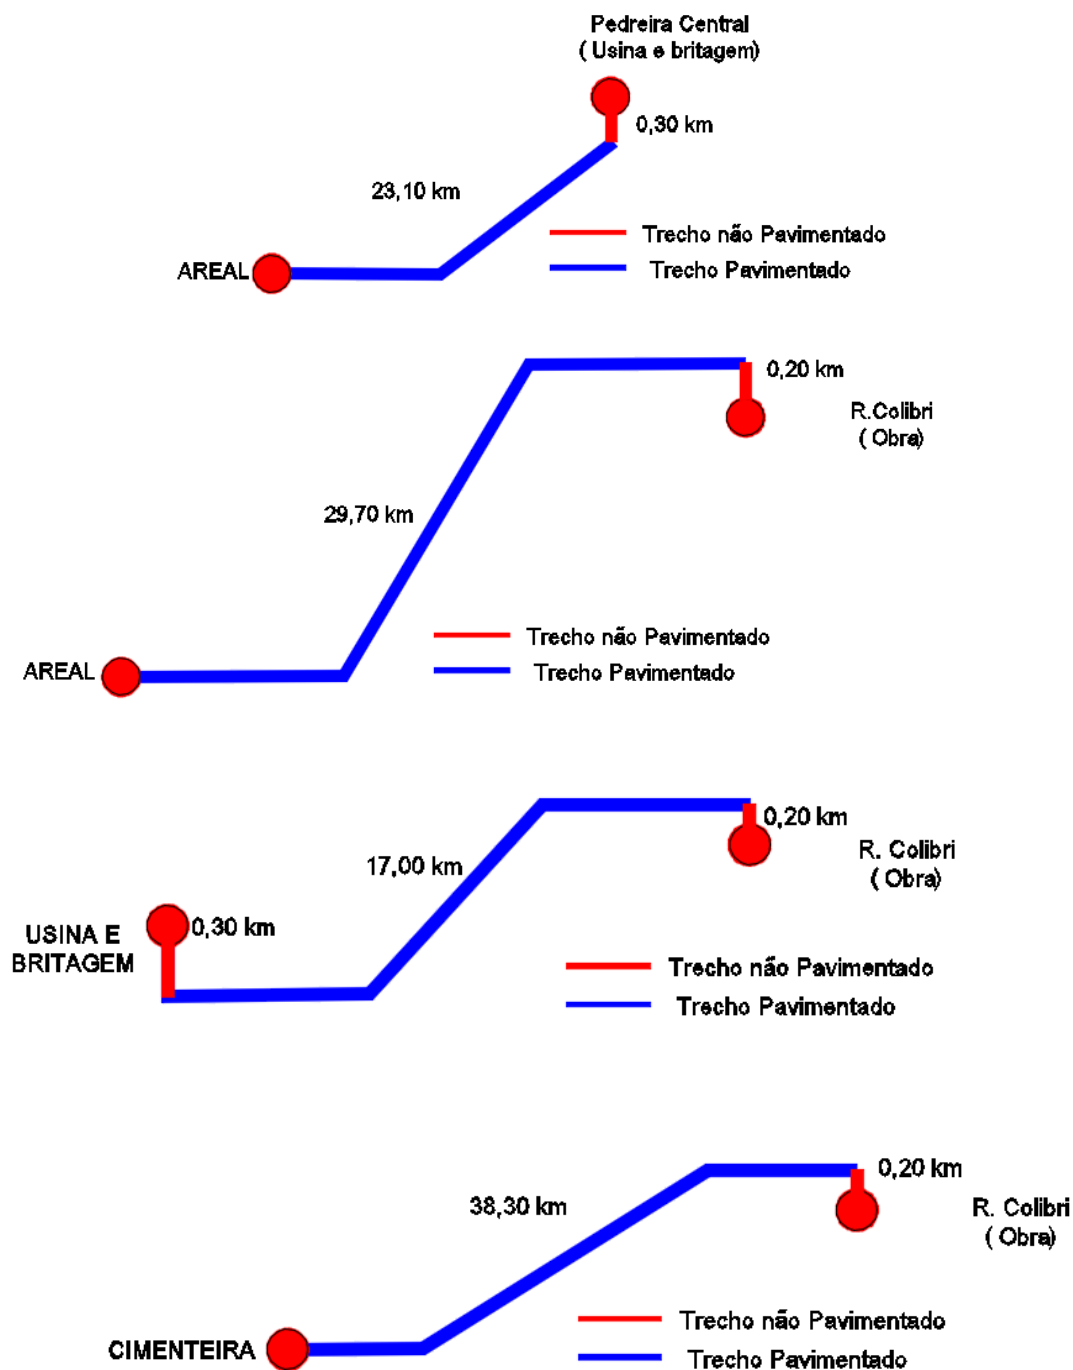 Pedreira Central
( Usina e britagem)
0,30 km
23,10 km
Trecho não Pavimentado
AREAL
Trecho Pavimentado
0,20 km
R.Colibri
( Obra)
29,70 km
Trecho não Pavimentado
AREAL
Trecho Pavimentado
0,20 km
R. Colibri
( Obra)
17,00 km
0,30 km
USINA E
BRITAGEM
Trecho não Pavimentado
Trecho Pavimentado
0,20 km
R. Colibri
( Obra)
38,30 km
Trecho não Pavimentado
CIMENTEIRA
Trecho Pavimentado